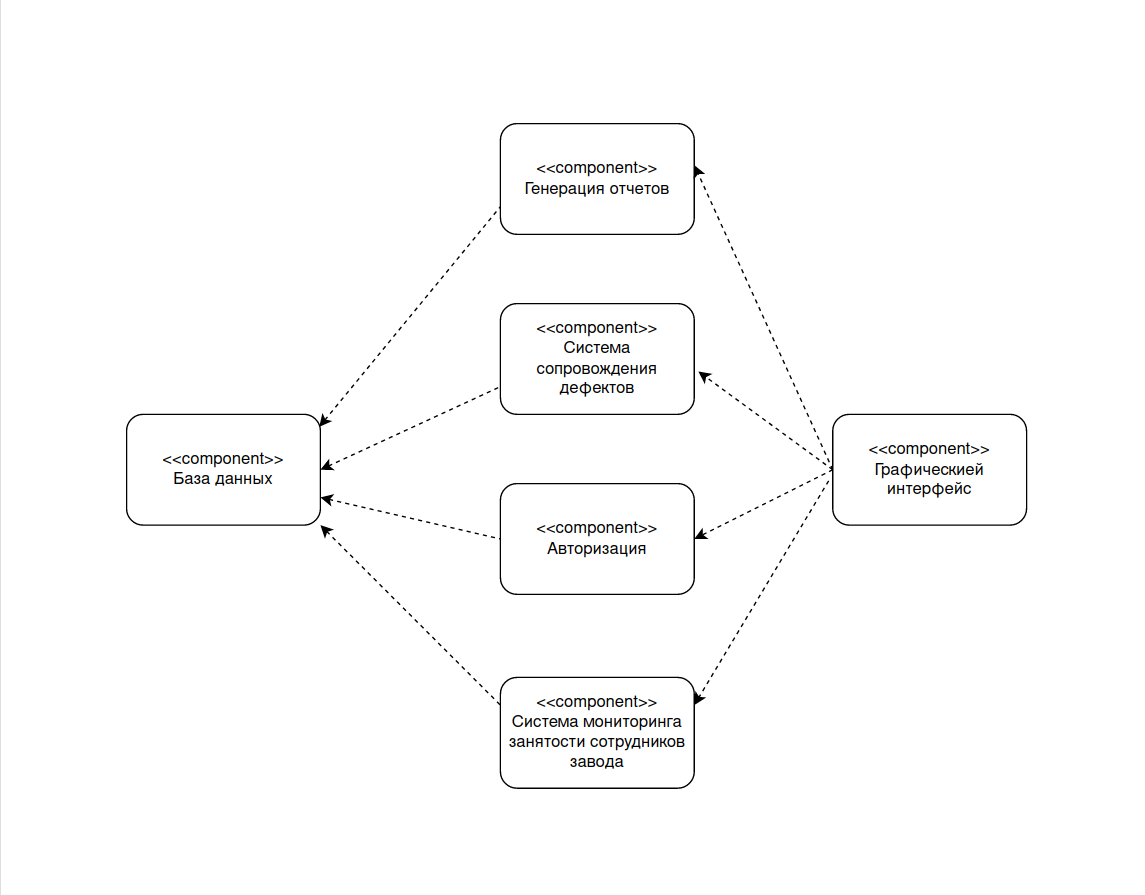 <<component>>
Генерация отчетов
<<component>>
Система
сопровождения
дефектов
<<component>>
База данных
<<component>>
Графическией
интерфейс
<<component>>
Авторизация
<<component>>
Система мониторинга
занятости сотрудников
завода